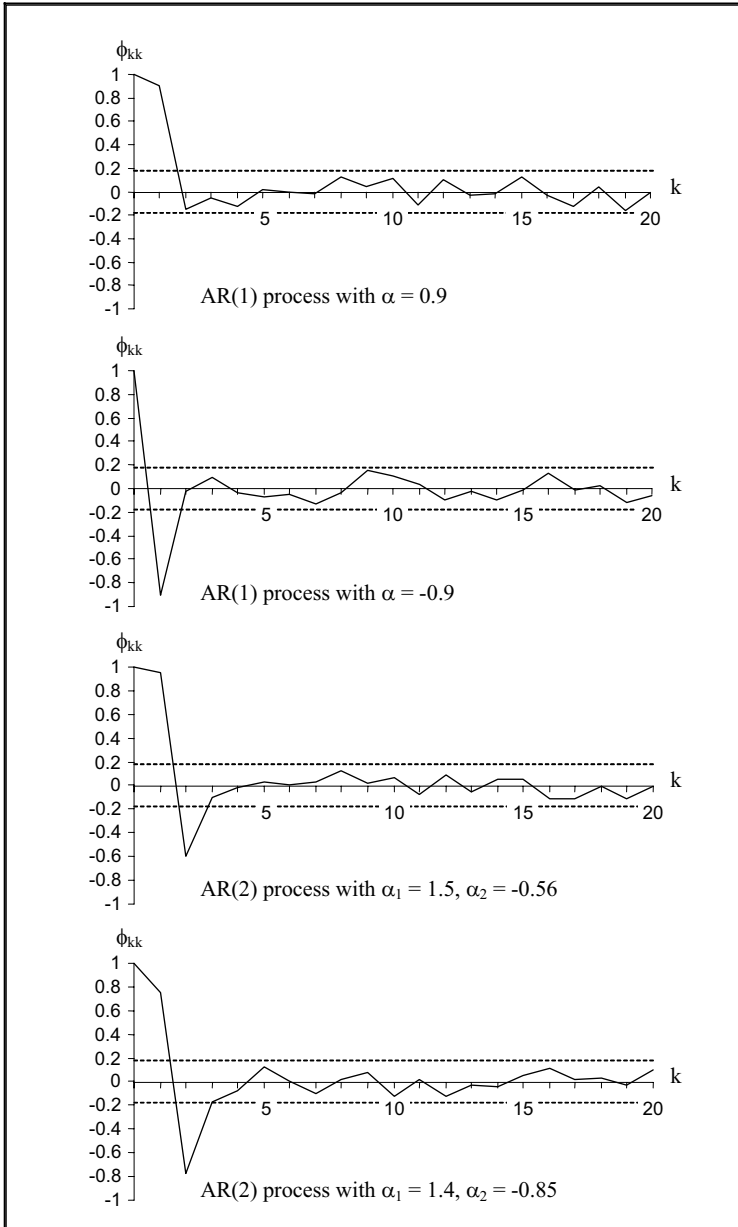 ϕkk
1
0.8
0.6
0.4
0.2
0
-0.2
-0.4
-0.6
-0.8
-1
5 10 15 20
k
AR(1) process with α = 0.9
ϕkk
1
0.8
0.6
0.4
0.2
0
-0.2
-0.4
-0.6
-0.8
-1
5 10 15 20
k
AR(1) process with α = -0.9
ϕkk
1
0.8
0.6
0.4
0.2
0
-0.2
-0.4
-0.6
-0.8
-1
5 10 15 20
k
AR(2) process with α1 = 1.5, α2 = -0.56
ϕkk
1
0.8
0.6
0.4
0.2
0
-0.2
-0.4
-0.6
-0.8
-1
5 10 15 20
k
AR(2) process with α1 = 1.4, α2 = -0.85